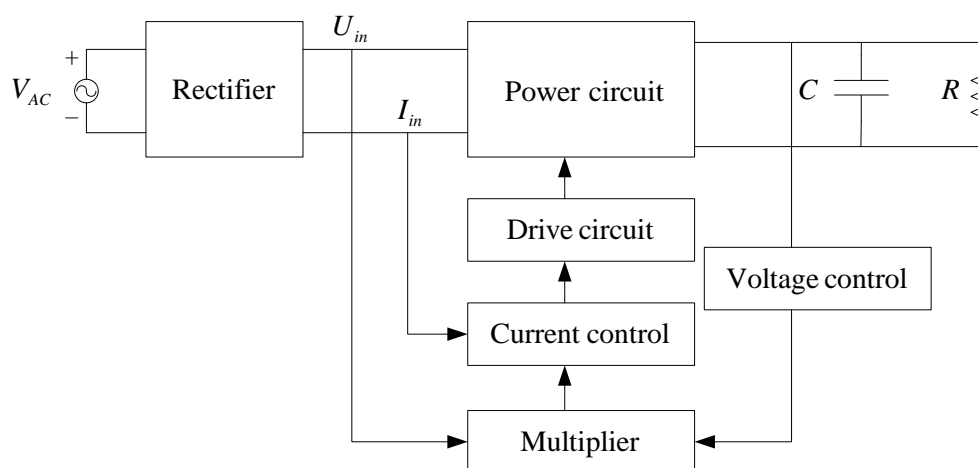 U_in
+
V_AC
−
Rectifier
I_in
Power circuit
C
R
Drive circuit
Voltage control
Current control
Multiplier